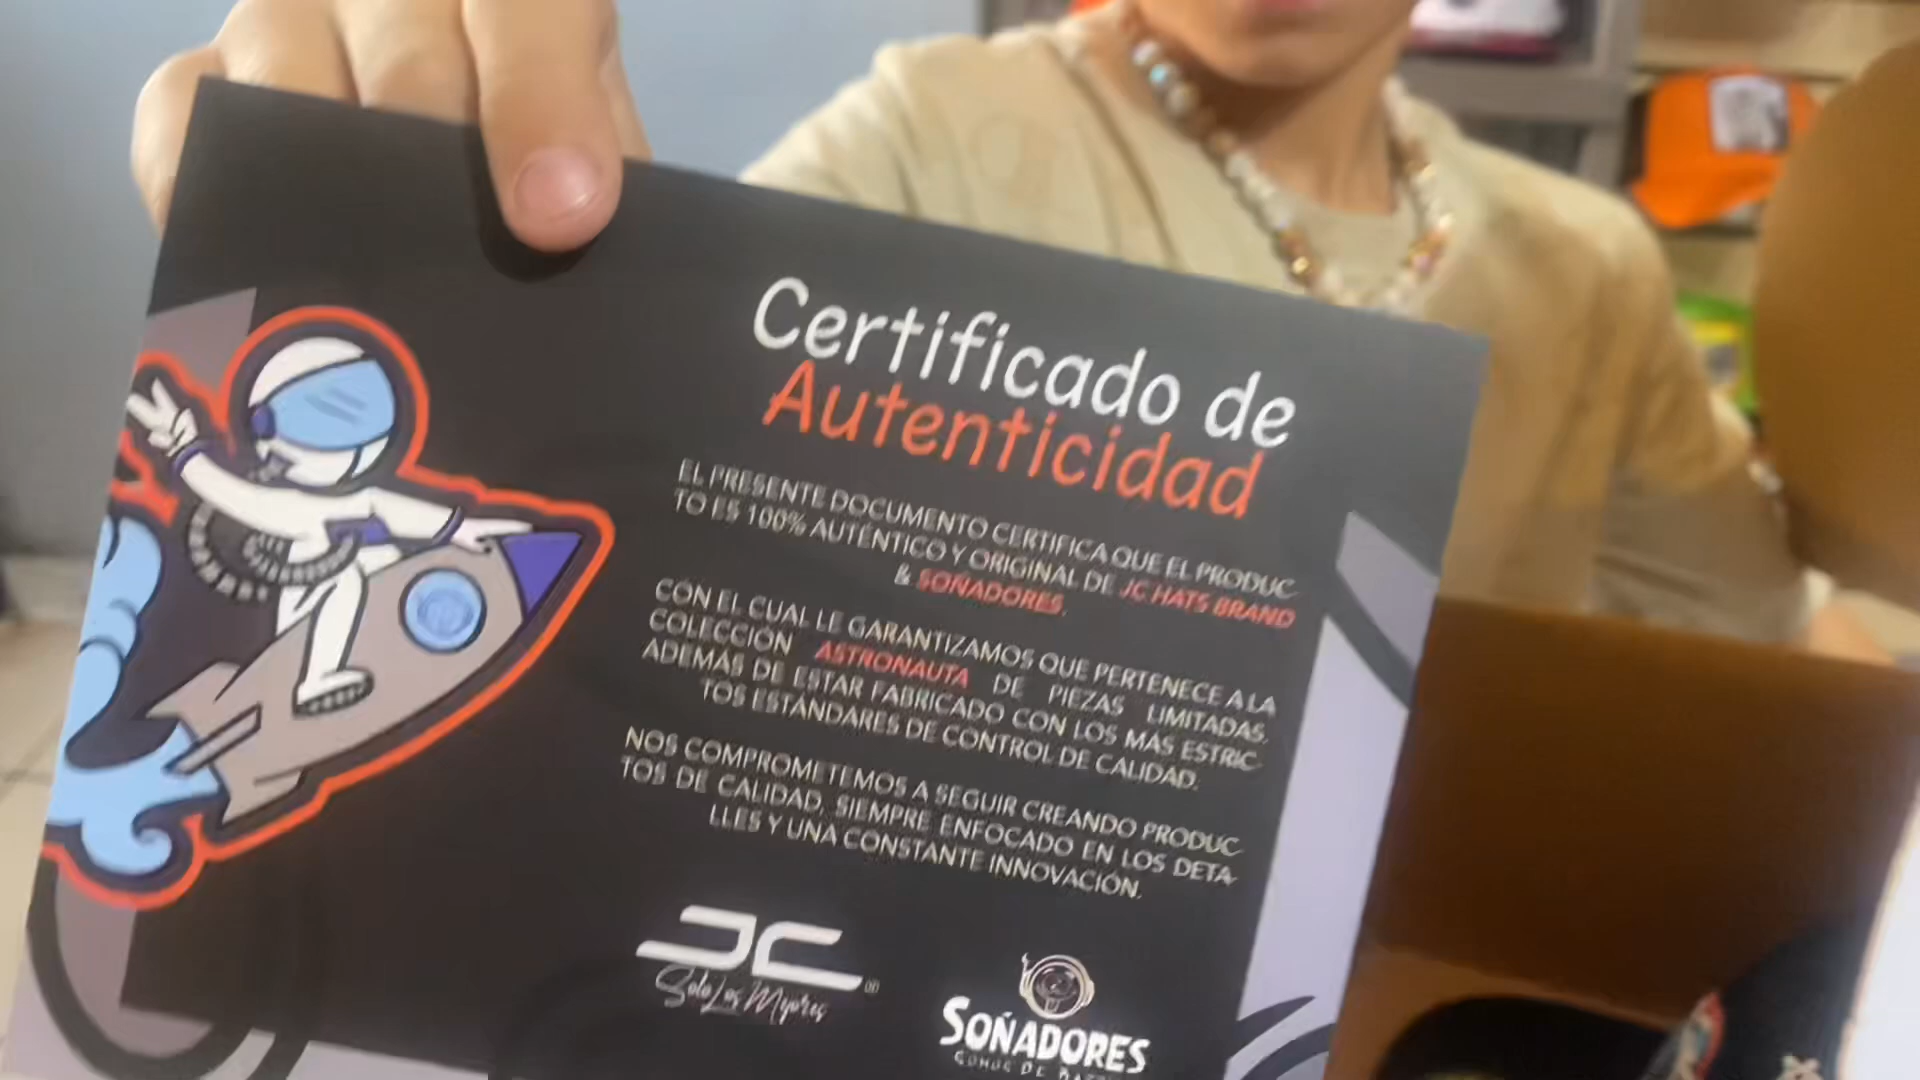 Certificado de
Autenticidad
EL PRESENTE DOCUMENTO CERTIFICA QUE EL PRODUC-
TO ES 100% AUTÉNTICO Y ORIGINAL DE JC HATS BRAND
& SOÑADORES.
CON EL CUAL LE GARANTIZAMOS QUE PERTENECE A LA
COLECCIÓN ASTRONAUTA DE PIEZAS LIMITADAS,
ADEMÁS DE ESTAR FABRICADO CON LOS MÁS ESTRIC-
TOS ESTÁNDARES DE CONTROL DE CALIDAD.
NOS COMPROMETEMOS A SEGUIR CREANDO PRODUC-
TOS DE CALIDAD, SIEMPRE ENFOCADO EN LOS DETA-
LLES Y UNA CONSTANTE INNOVACIÓN.
JC
Solo Los Mejores
SOÑADORES